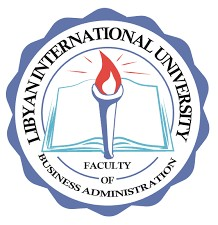 LIBYAN INTERNATIONAL UNIVERSITY
FACULTY
OF
BUSINESS ADMINISTRATION